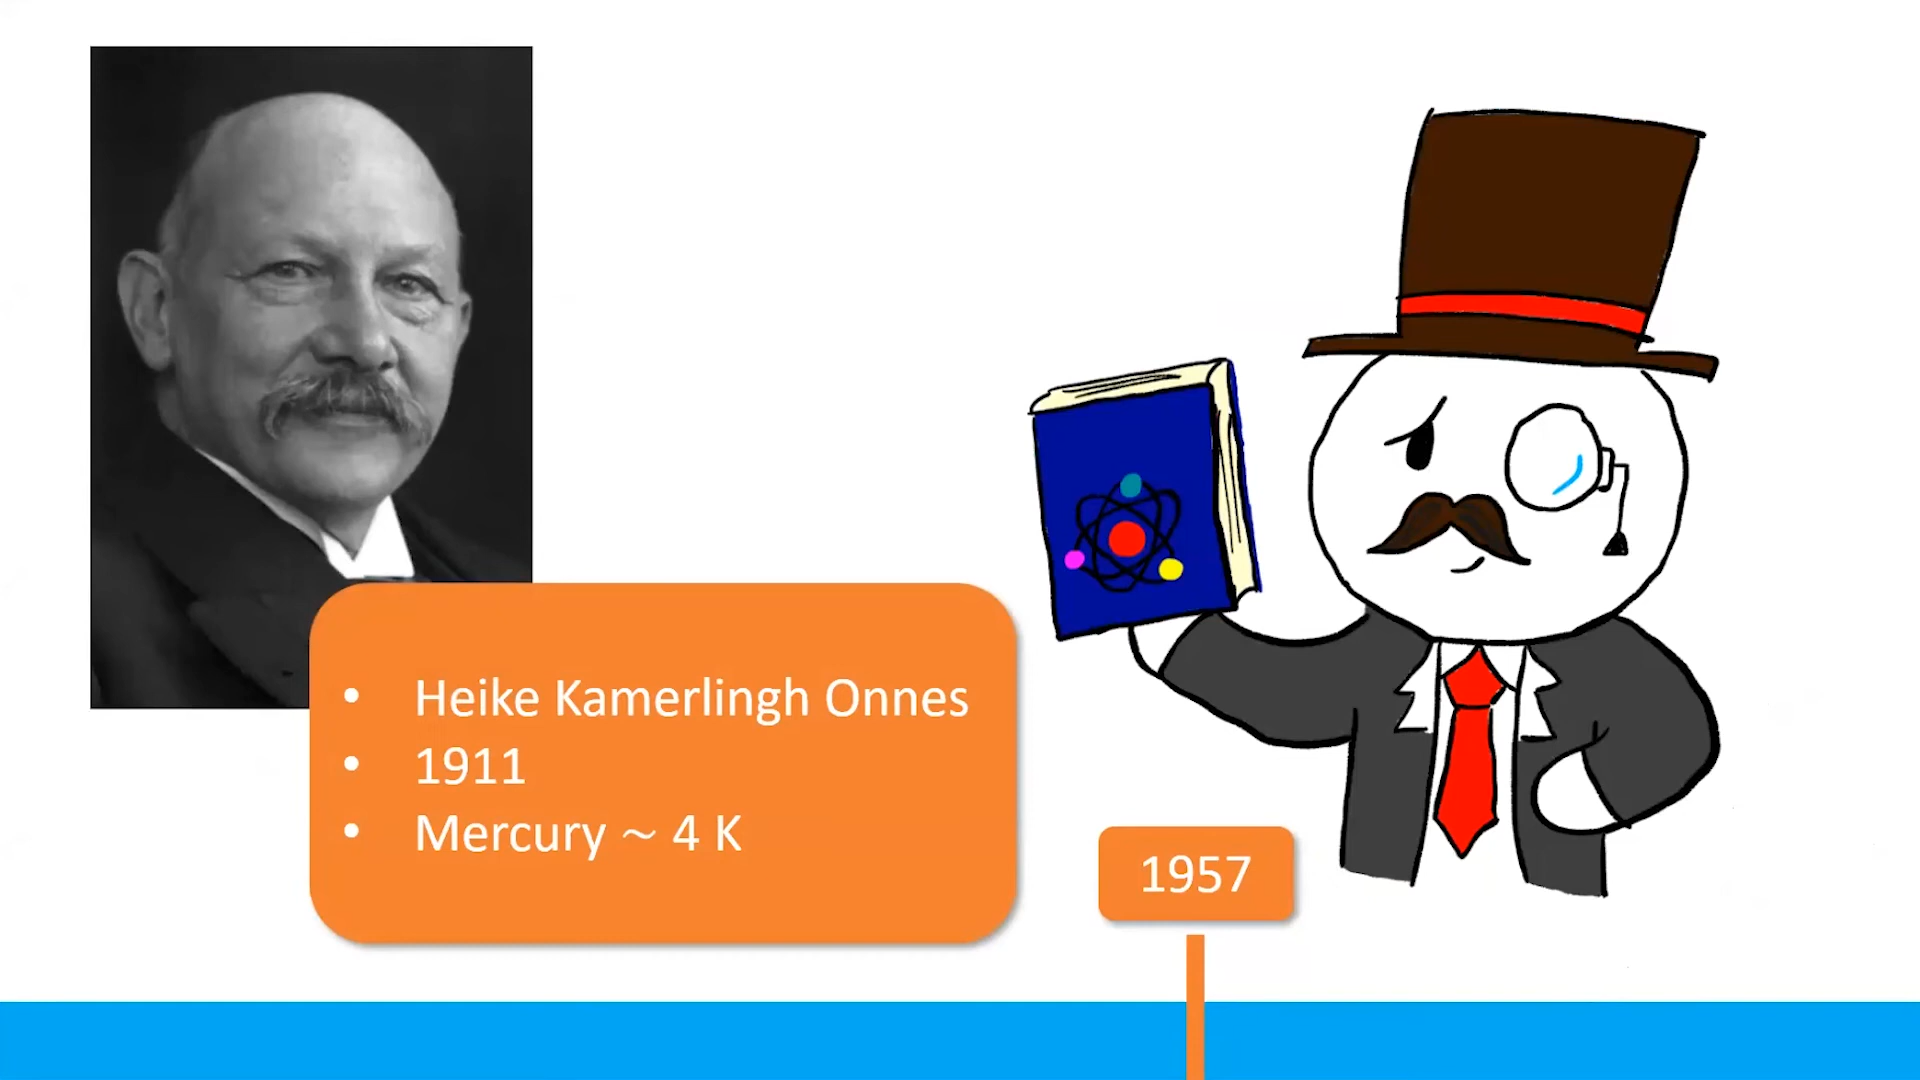 • Heike Kamerlingh Onnes
• 1911
• Mercury ~ 4 K
1957